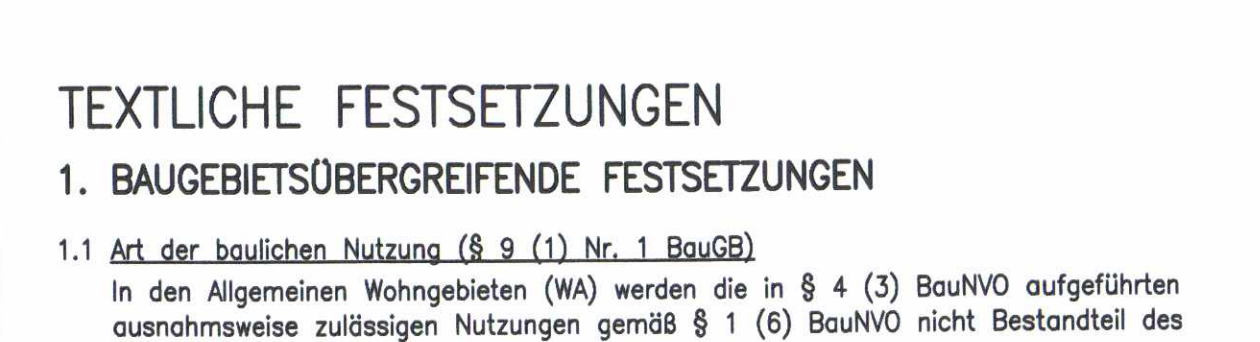 TEXTLICHE FESTSETZUNGEN
1. BAUGEBIETSÜBERGREIFENDE FESTSETZUNGEN
1.1 Art der baulichen Nutzung (§ 9 (1) Nr. 1 BauGB)
In den Allgemeinen Wohngebieten (WA) werden die in § 4 (3) BauNVO aufgeführten
ausnahmsweise zulässigen Nutzungen gemäß § 1 (6) BauNVO nicht Bestandteil des